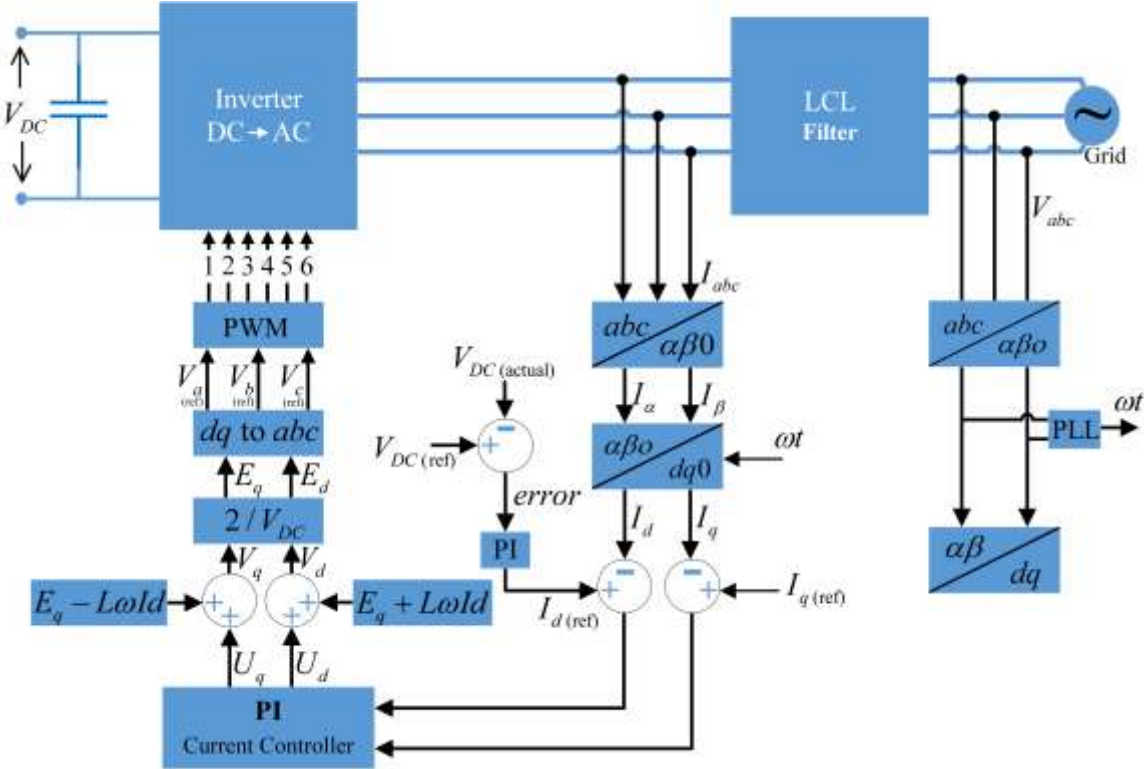 V_DC
Inverter
DC→AC
LCL
Filter
~
Grid
V_abc
1 2 3 4 5 6
I_abc
PWM
abc
αβ0
abc
αβo
V_DC (actual)
V_a (ref) V_b (ref) V_c (ref)
I_α I_β
ωt
PLL
dq to abc
V_DC (ref)
+ −
αβo
dq0
ωt
E_q E_d
error
2 / V_DC
I_d I_q
PI
αβ
dq
V_q V_d
E_q − LωId
+ +
+ +
E_q + LωId
I_d (ref)
+ −
− +
I_q (ref)
U_q U_d
PI
Current Controller